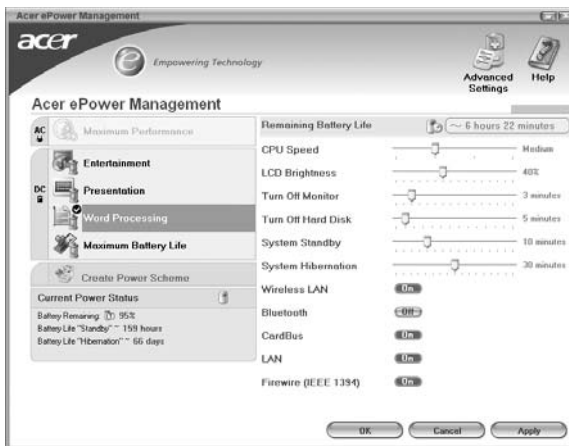 Acer ePower Management
acer
Empowering Technology
Advanced Settings
Help
Acer ePower Management
AC
Maximum Performance
DC
Entertainment
Presentation
Word Processing
Maximum Battery Life
Create Power Scheme
Current Power Status
Battery Remaining: 95%
Battery Life "Standby" ~ 159 hours
Battery Life "Hibernation" ~ 66 days
Remaining Battery Life ~ 6 hours 22 minutes
CPU Speed Medium
LCD Brightness 40%
Turn Off Monitor 3 minutes
Turn Off Hard Disk 5 minutes
System Standby 10 minutes
System Hibernation 30 minutes
Wireless LAN On
Bluetooth Off
CardBus On
LAN On
Firewire (IEEE 1394) On
OK Cancel Apply